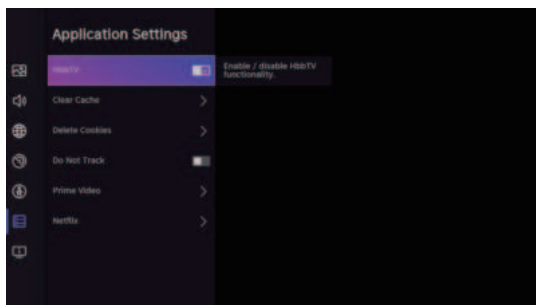 Application Settings
HbbTV
Enable / disable HbbTV
functionality.
Clear Cache
Delete Cookies
Do Not Track
Prime Video
Netflix